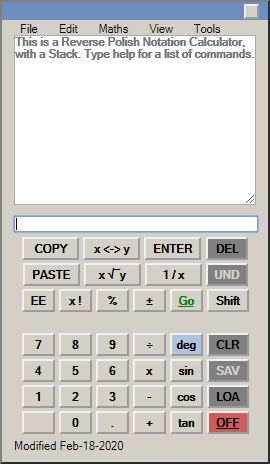 File Edit Maths View Tools
This is a Reverse Polish Notation Calculator,
with a Stack. Type help for a list of commands.
COPY x <-> y ENTER DEL
PASTE x √¯ y 1 / x UND
EE x ! % ± Go Shift
7 8 9 ÷ deg CLR
4 5 6 x sin SAV
1 2 3 - cos LOA
0 . + tan OFF
Modified Feb-18-2020